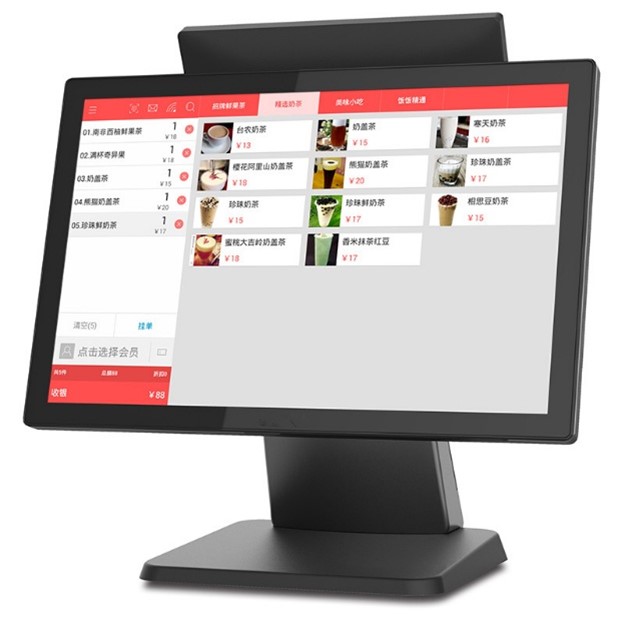 招牌鲜果茶
精选奶茶
美味小吃
饭饭精通
01.南非西柚鲜果茶
1
¥18
02.满杯奇异果
1
¥18
03.奶盖茶
1
¥15
04.熊猫奶盖茶
1
¥20
05.珍珠鲜奶茶
1
¥17
台农奶茶
¥13
奶盖茶
¥15
寒天奶茶
¥16
樱花阿里山奶盖茶
¥18
熊猫奶盖茶
¥20
珍珠奶盖茶
¥17
珍珠奶茶
¥15
珍珠鲜奶茶
¥17
相思豆奶茶
¥15
蜜桃大吉岭奶盖茶
¥18
香米抹茶红豆
¥17
清空(5)
挂单
点击选择会员
共5件
总额88
折扣0
收银
¥88